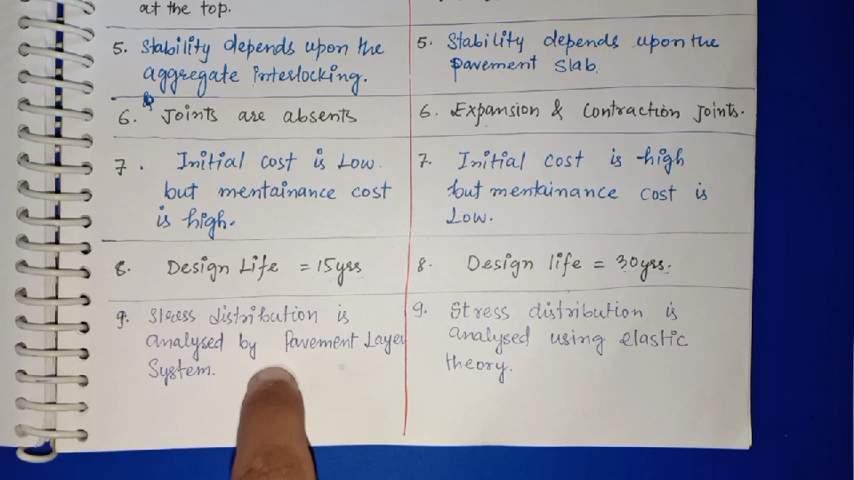 at the top.
5. Stability depends upon the
aggregate interlocking.
6. Joints are absents
7. Initial cost is Low.
but mentainance cost
is high.
8. Design Life = 15yrs
9. Stress distribution is
analysed by Pavement Layer
System.
5. Stability depends upon the
pavement slab.
6. Expansion & Contraction Joints.
7. Initial cost is high
but mentainance cost is
Low.
8. Design life = 30yrs.
9. Stress distribution is
analysed using elastic
theory.